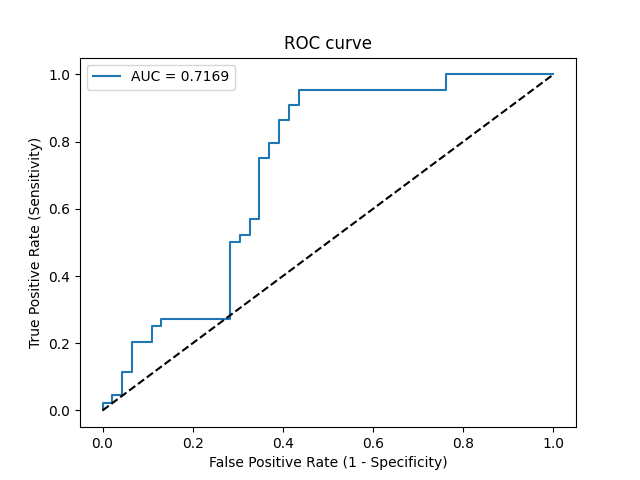 ROC curve
AUC = 0.7169
True Positive Rate (Sensitivity)
1.0
0.8
0.6
0.4
0.2
0.0
0.0 0.2 0.4 0.6 0.8 1.0
False Positive Rate (1 - Specificity)